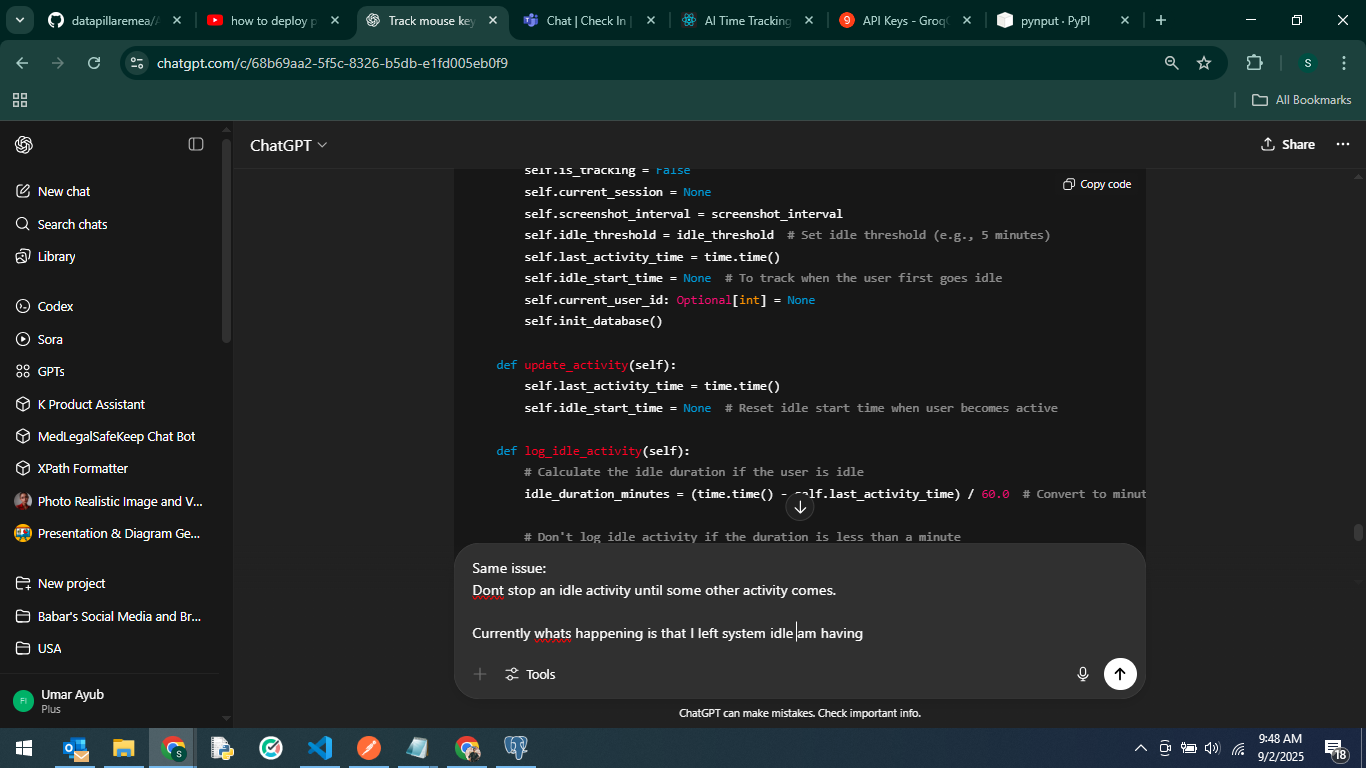 datapillaremea/A
how to deploy p
Track mouse key
Chat | Check In |
AI Time Tracking
API Keys - GroqC
pynput · PyPI
chatgpt.com/c/68b69aa2-5f5c-8326-b5db-e1fd005eb0f9
S
All Bookmarks
ChatGPT
Share
New chat
Search chats
Library
Codex
Sora
GPTs
K Product Assistant
MedLegalSafeKeep Chat Bot
XPath Formatter
Photo Realistic Image and V...
Presentation & Diagram Ge...
New project
Babar's Social Media and Br...
USA
FI
Umar Ayub
Plus
Copy code
self.is_tracking = False
self.current_session = None
self.screenshot_interval = screenshot_interval
self.idle_threshold = idle_threshold  # Set idle threshold (e.g., 5 minutes)
self.last_activity_time = time.time()
self.idle_start_time = None  # To track when the user first goes idle
self.current_user_id: Optional[int] = None
self.init_database()
def update_activity(self):
self.last_activity_time = time.time()
self.idle_start_time = None  # Reset idle start time when user becomes active
def log_idle_activity(self):
# Calculate the idle duration if the user is idle
idle_duration_minutes = (time.time() - self.last_activity_time) / 60.0  # Convert to minut
# Don't log idle activity if the duration is less than a minute
Same issue:
Dont stop an idle activity until some other activity comes.
Currently whats happening is that I left system idle am having
Tools
ChatGPT can make mistakes. Check important info.
9:48 AM
9/2/2025
18